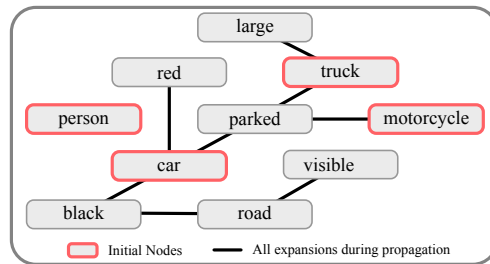 large
red
truck
person
parked
motorcycle
car
visible
black
road
Initial Nodes
All expansions during propagation